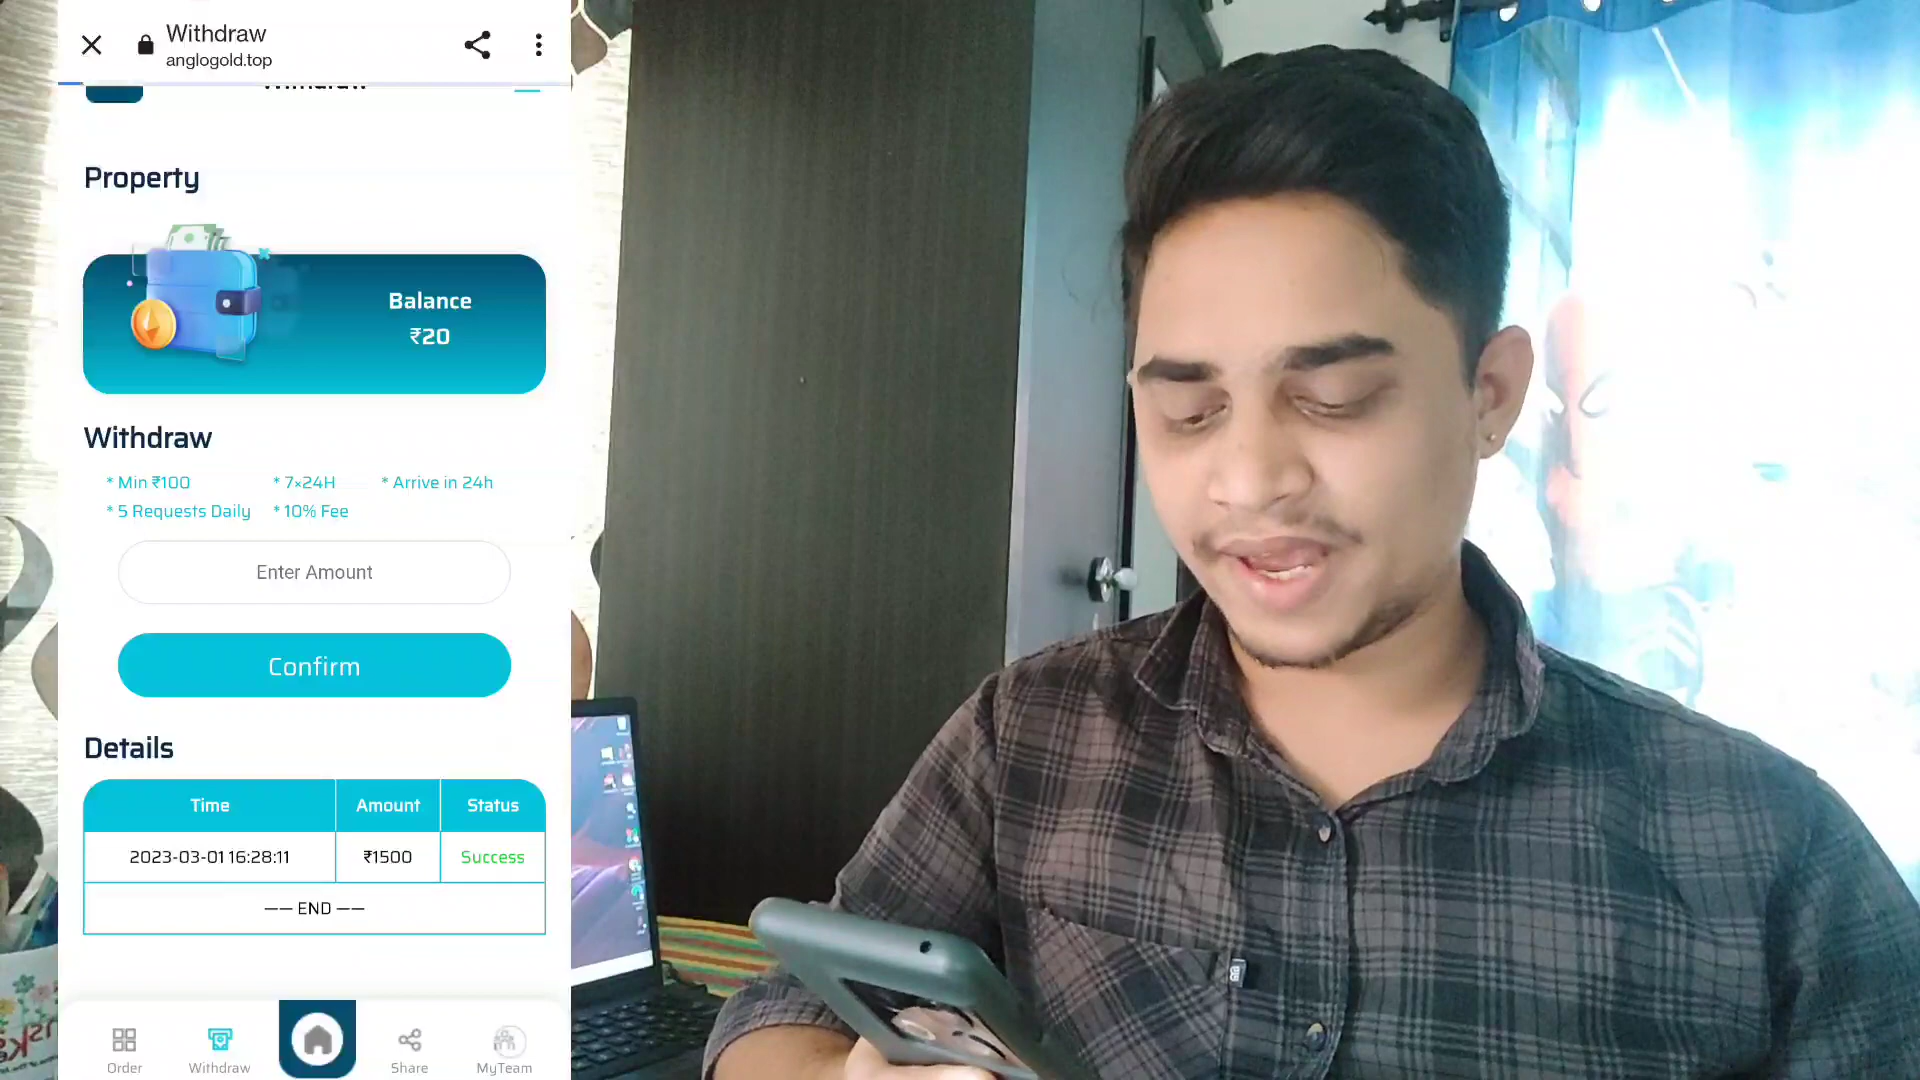 Withdraw
anglogold.top
Withdraw
Property
Balance
₹20
Withdraw
* Min ₹100 * 7×24H * Arrive in 24h
* 5 Requests Daily * 10% Fee
Enter Amount
Confirm
Details
Time Amount Status
2023-03-01 16:28:11 ₹1500 Success
—— END ——
Order Withdraw Share MyTeam